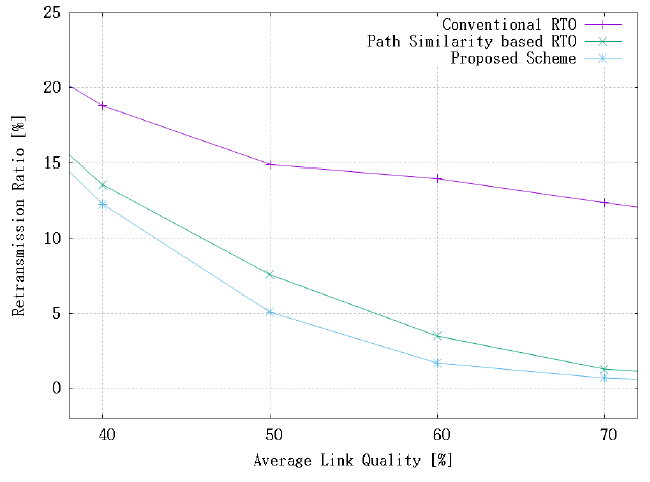 25
20
15
10
5
0
Retransmission Ratio [%]
Conventional RTO
Path Similarity based RTO
Proposed Scheme
40 50 60 70
Average Link Quality [%]